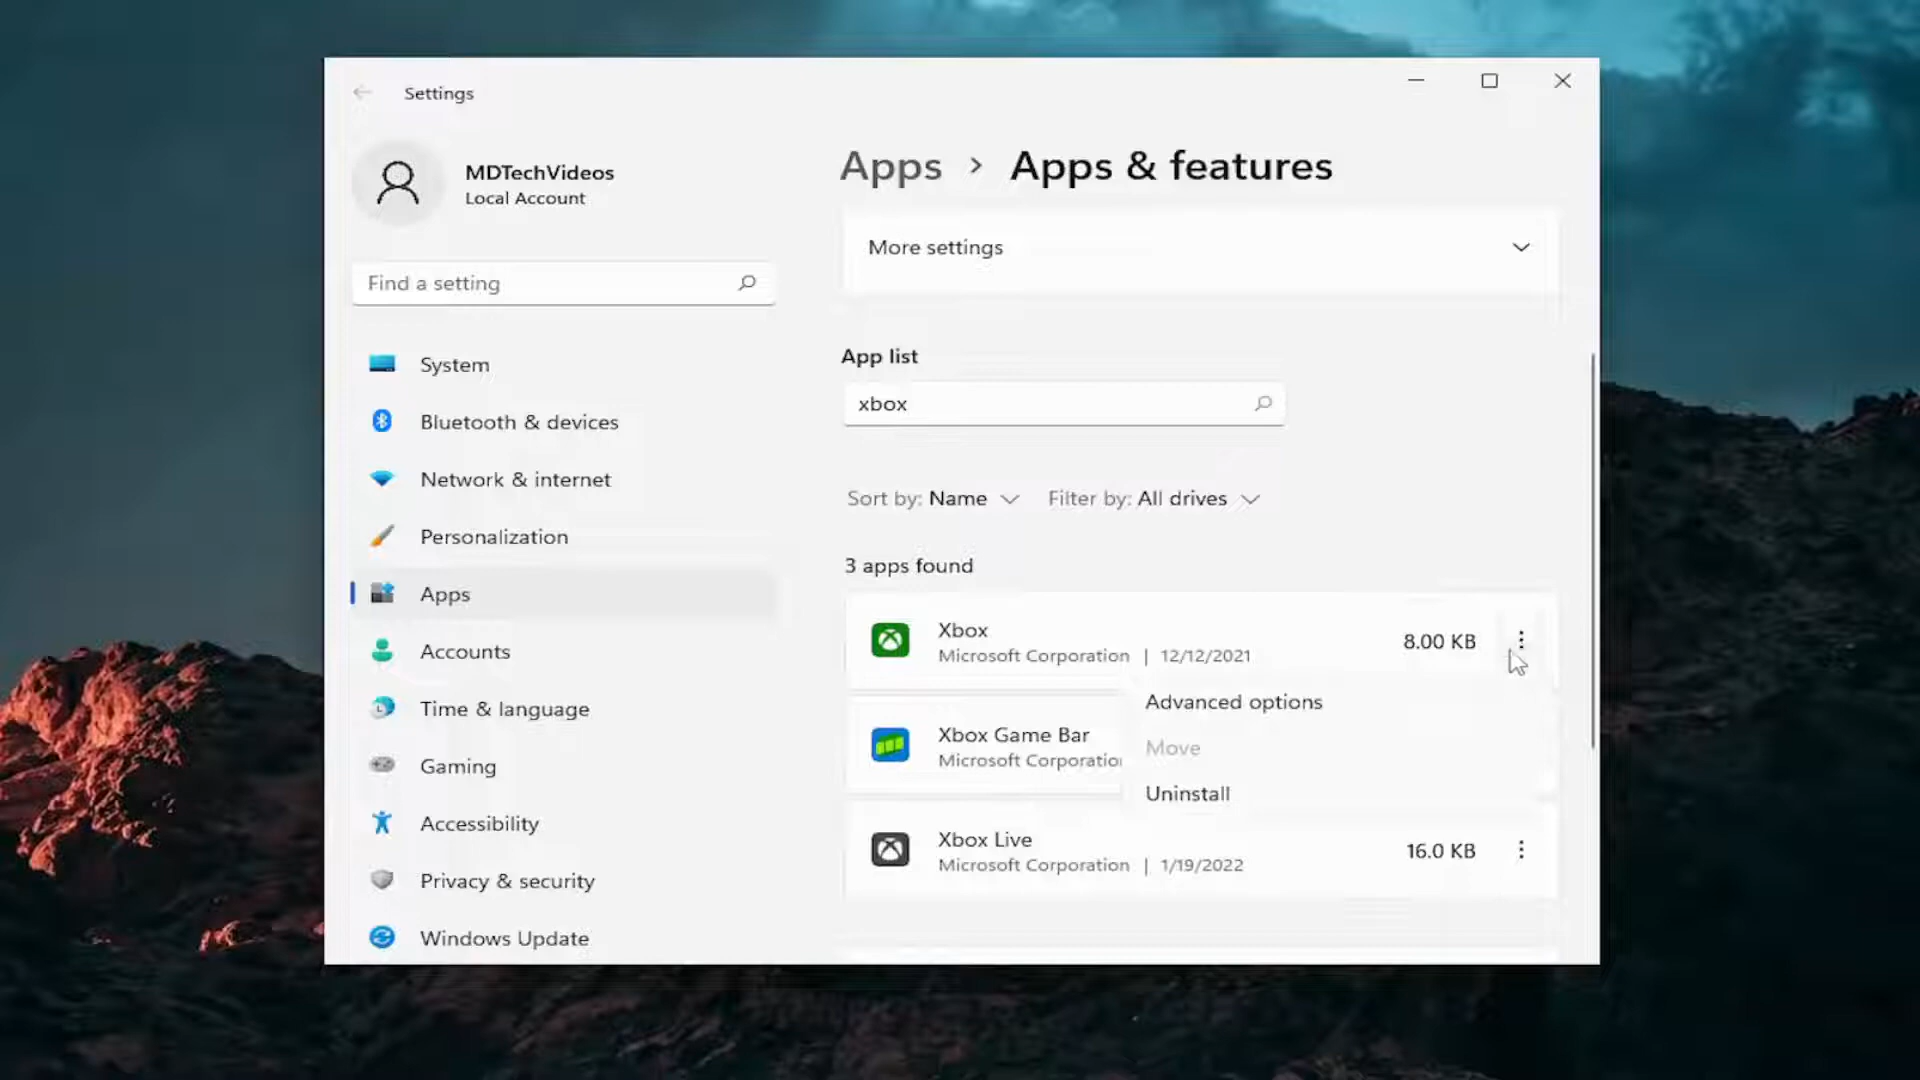 Settings
MDTechVideos
Local Account
Find a setting
System
Bluetooth & devices
Network & internet
Personalization
Apps
Accounts
Time & language
Gaming
Accessibility
Privacy & security
Windows Update
Apps > Apps & features
More settings
App list
xbox
Sort by: Name Filter by: All drives
3 apps found
Xbox
Microsoft Corporation | 12/12/2021
8.00 KB
Advanced options
Move
Uninstall
Xbox Game Bar
Xbox Live
Microsoft Corporation | 1/19/2022
16.0 KB